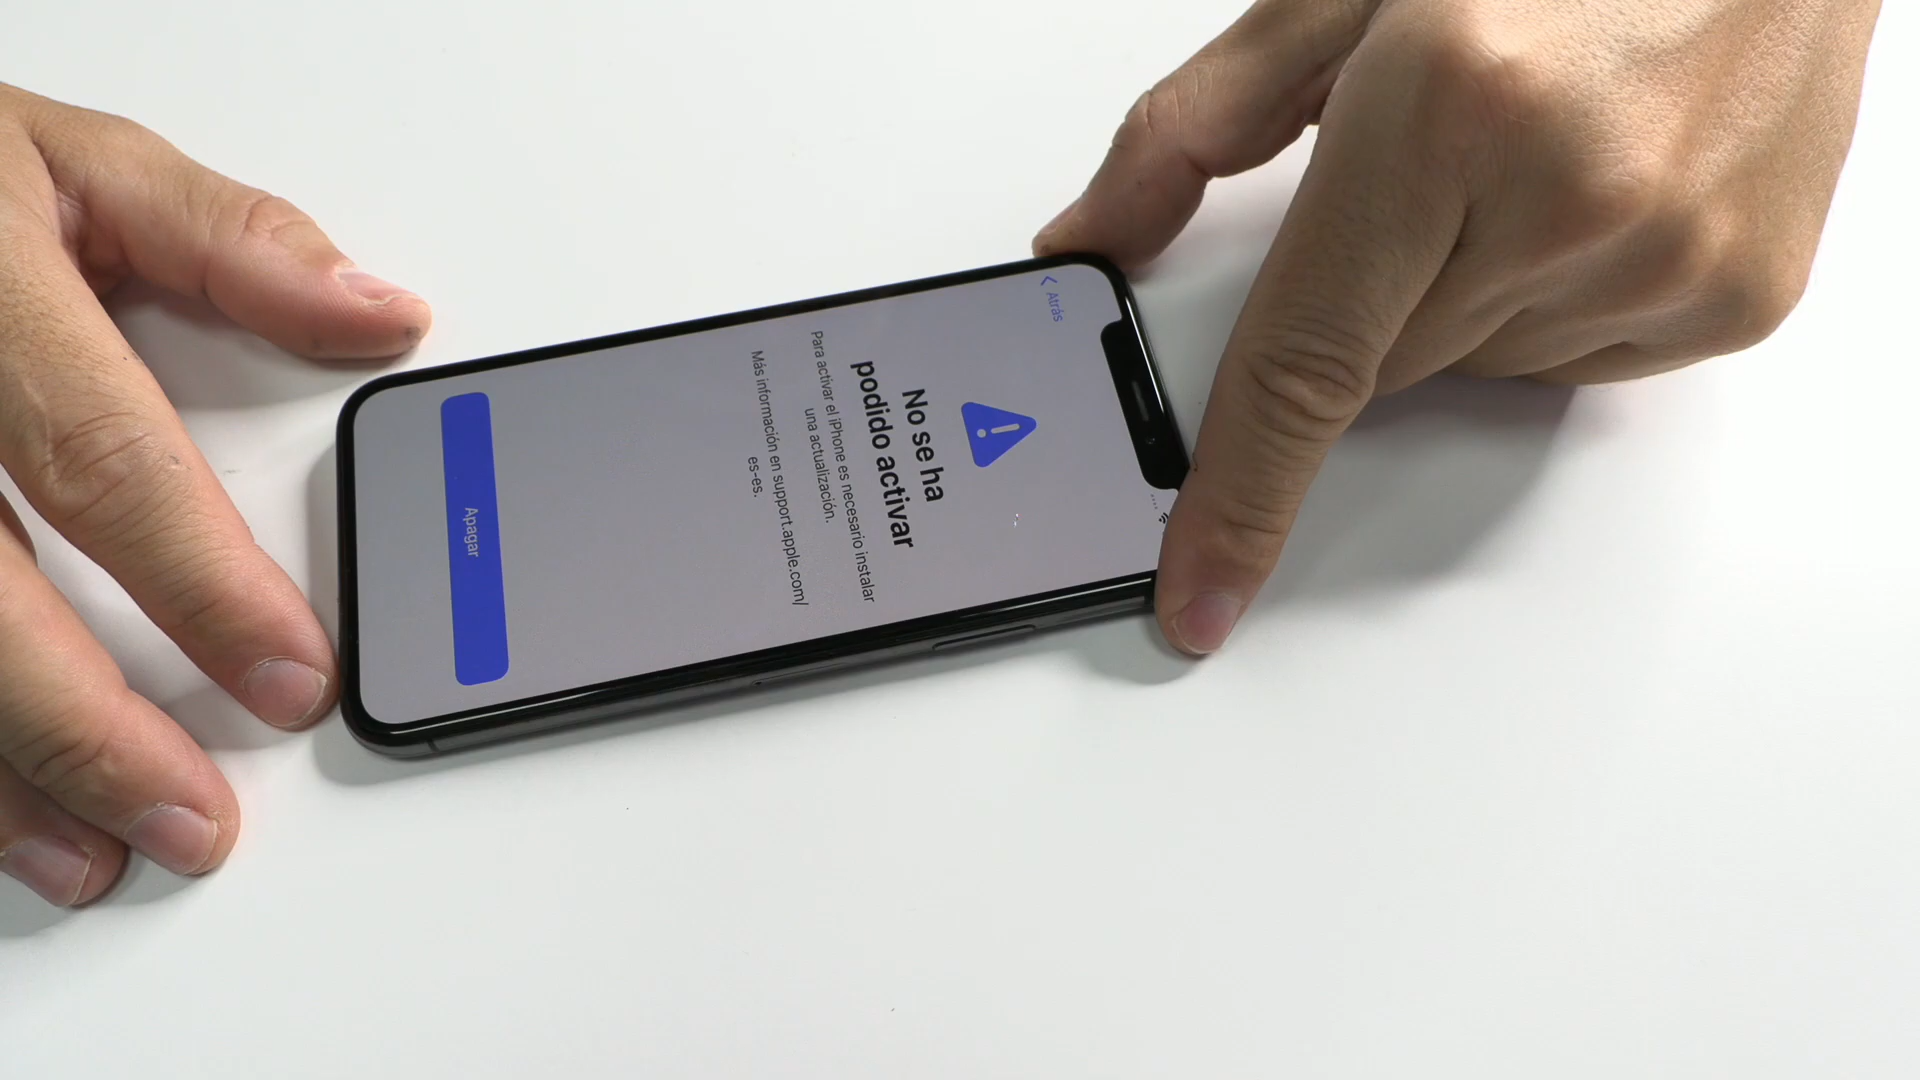 Atrás
No se ha
podido activar
Para activar el iPhone es necesario instalar
una actualización.
Más información en support.apple.com/
es-es.
Apagar